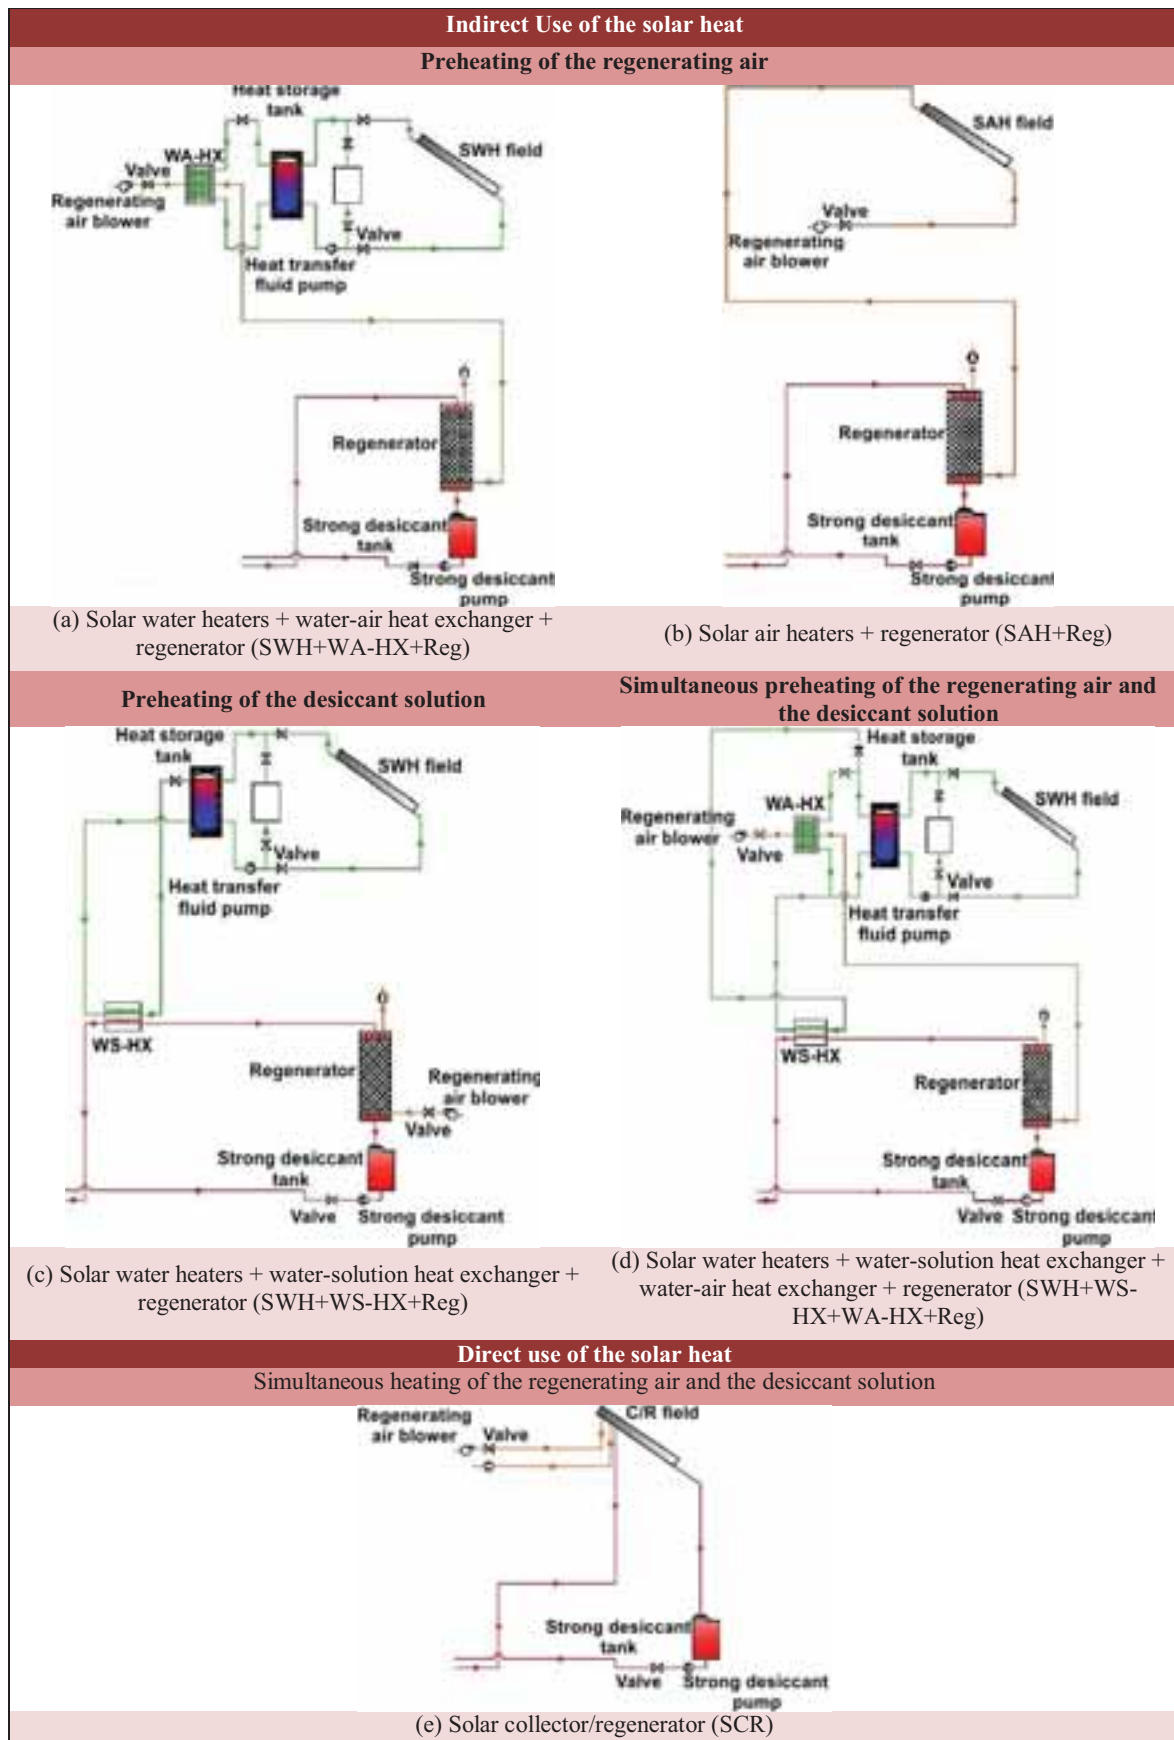 Indirect Use of the solar heat
Preheating of the regenerating air
Heat storage
tank
WA-HX
SWH field
Valve
Regenerating
air blower
Valve
Heat transfer
fluid pump
Regenerator
Strong desiccant
tank
Strong desiccant
pump
SAH field
Valve
Regenerating
air blower
Regenerator
Strong desiccant
tank
Strong desiccant
pump
(a) Solar water heaters + water-air heat exchanger +
regenerator (SWH+WA-HX+Reg)
(b) Solar air heaters + regenerator (SAH+Reg)
Preheating of the desiccant solution
Simultaneous preheating of the regenerating air and
the desiccant solution
Heat storage
tank
SWH field
Valve
Heat transfer
fluid pump
WS-HX
Regenerator
Regenerating
air blower
Valve
Strong desiccant
tank
Valve
Strong desiccant
pump
Heat storage
tank
WA-HX
SWH field
Regenerating
air blower
Valve
Valve
Heat transfer
fluid pump
WS-HX
Regenerator
Strong desiccant
tank
Valve
Strong desiccant
pump
(c) Solar water heaters + water-solution heat exchanger +
regenerator (SWH+WS-HX+Reg)
(d) Solar water heaters + water-solution heat exchanger +
water-air heat exchanger + regenerator (SWH+WS-
HX+WA-HX+Reg)
Direct use of the solar heat
Simultaneous heating of the regenerating air and the desiccant solution
C/R field
Regenerating
air blower
Valve
Strong desiccant
tank
Valve
Strong desiccant
pump
(e) Solar collector/regenerator (SCR)